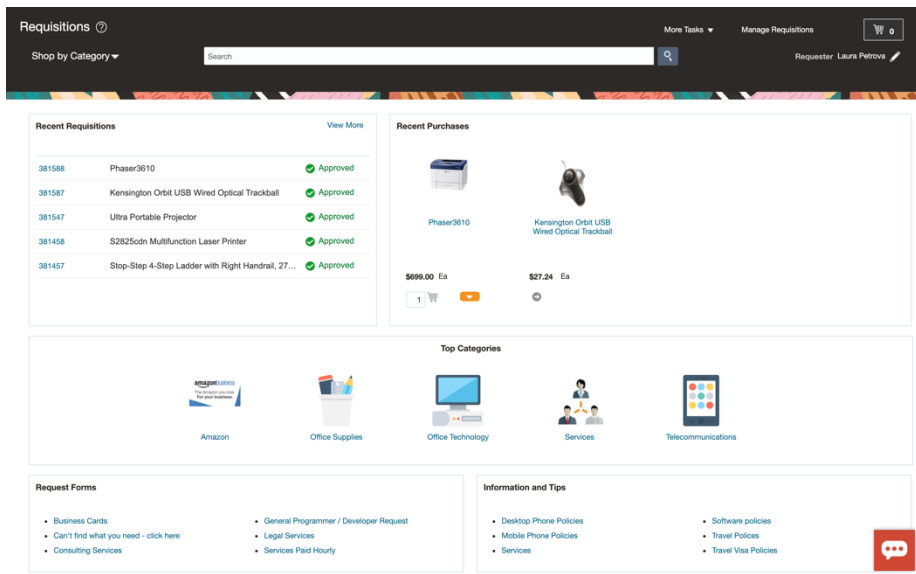 Requisitions ?
More Tasks
Manage Requisitions
0
Shop by Category
Search
Requester Laura Petrova
Recent Requisitions
View More
381588 Phaser3610 Approved
381587 Kensington Orbit USB Wired Optical Trackball Approved
381547 Ultra Portable Projector Approved
381458 S2825cdn Multifunction Laser Printer Approved
381457 Stop-Step 4-Step Ladder with Right Handrail, 27... Approved
Recent Purchases
Phaser3610
$699.00 Ea
1
Kensington Orbit USB
Wired Optical Trackball
$27.24 Ea
Top Categories
amazonbusiness
The Amazon you love.
For your business.
Amazon
Office Supplies
Office Technology
Services
Telecommunications
Request Forms
• Business Cards
• Can't find what you need - click here
• Consulting Services
• General Programmer / Developer Request
• Legal Services
• Services Paid Hourly
Information and Tips
• Desktop Phone Policies
• Mobile Phone Policies
• Services
• Software policies
• Travel Polices
• Travel Visa Policies